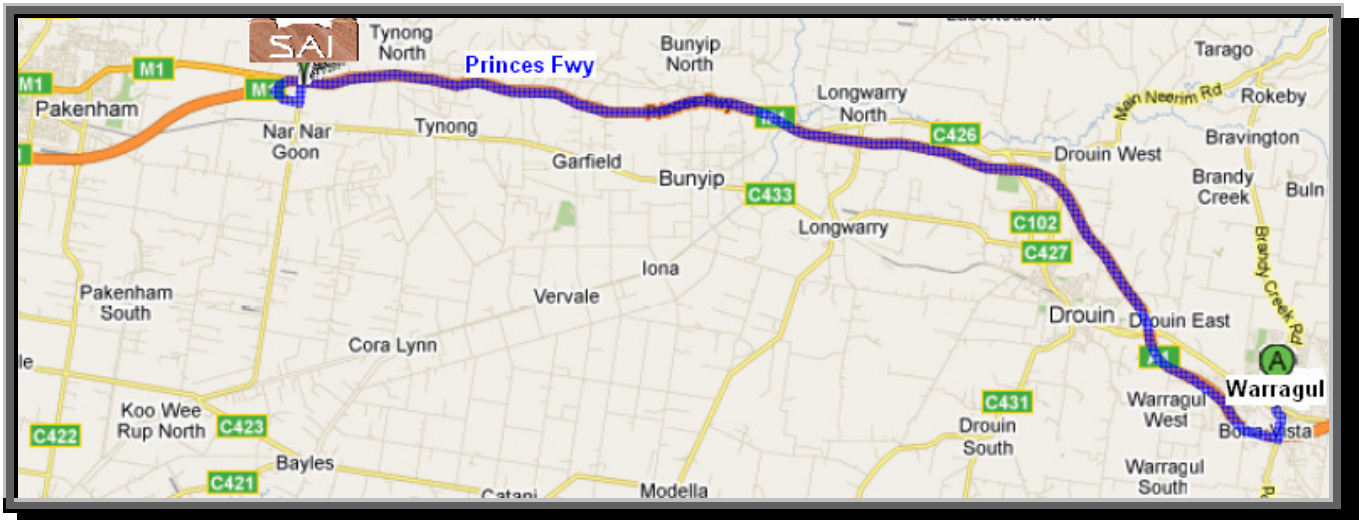 SAI
Tynong
North
Princes Fwy
Bunyip
North
Tarago
M1
M1
Pakenham
Longwarry
North
Main Neerim Rd
Rokeby
Nar Nar
Goon
Tynong
C426
Bravington
Garfield
Drouin West
Bunyip
Brandy
Creek
Buln
C433
C102
Longwarry
C427
Brandy Creek Rd
Iona
Pakenham
South
Vervale
Drouin
Drouin East
Cora Lynn
A
A1
Warragul
Koo Wee
Rup North
C431
Warragul
West
C422
C423
Drouin
South
Bona Vista
Bayles
Warragul
South
C421
Catani
Modella